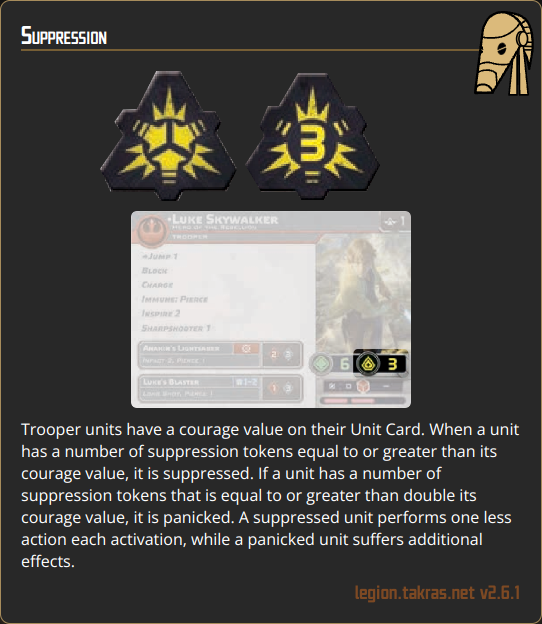 Suppression
3
•Luke Skywalker
Hero of the Rebellion
Trooper
1
Jump 1
Block
Charge
Immune: Pierce
Inspire 2
Sharpshooter 1
Anakin's Lightsaber
Impact 2, Pierce
2
6
3
Luke's Blaster
1-2
Long Shot, Pierce 1
Trooper units have a courage value on their Unit Card. When a unit
has a number of suppression tokens equal to or greater than its
courage value, it is suppressed. If a unit has a number of
suppression tokens that is equal to or greater than double its
courage value, it is panicked. A suppressed unit performs one less
action each activation, while a panicked unit suffers additional
effects.
legion.takras.net v2.6.1